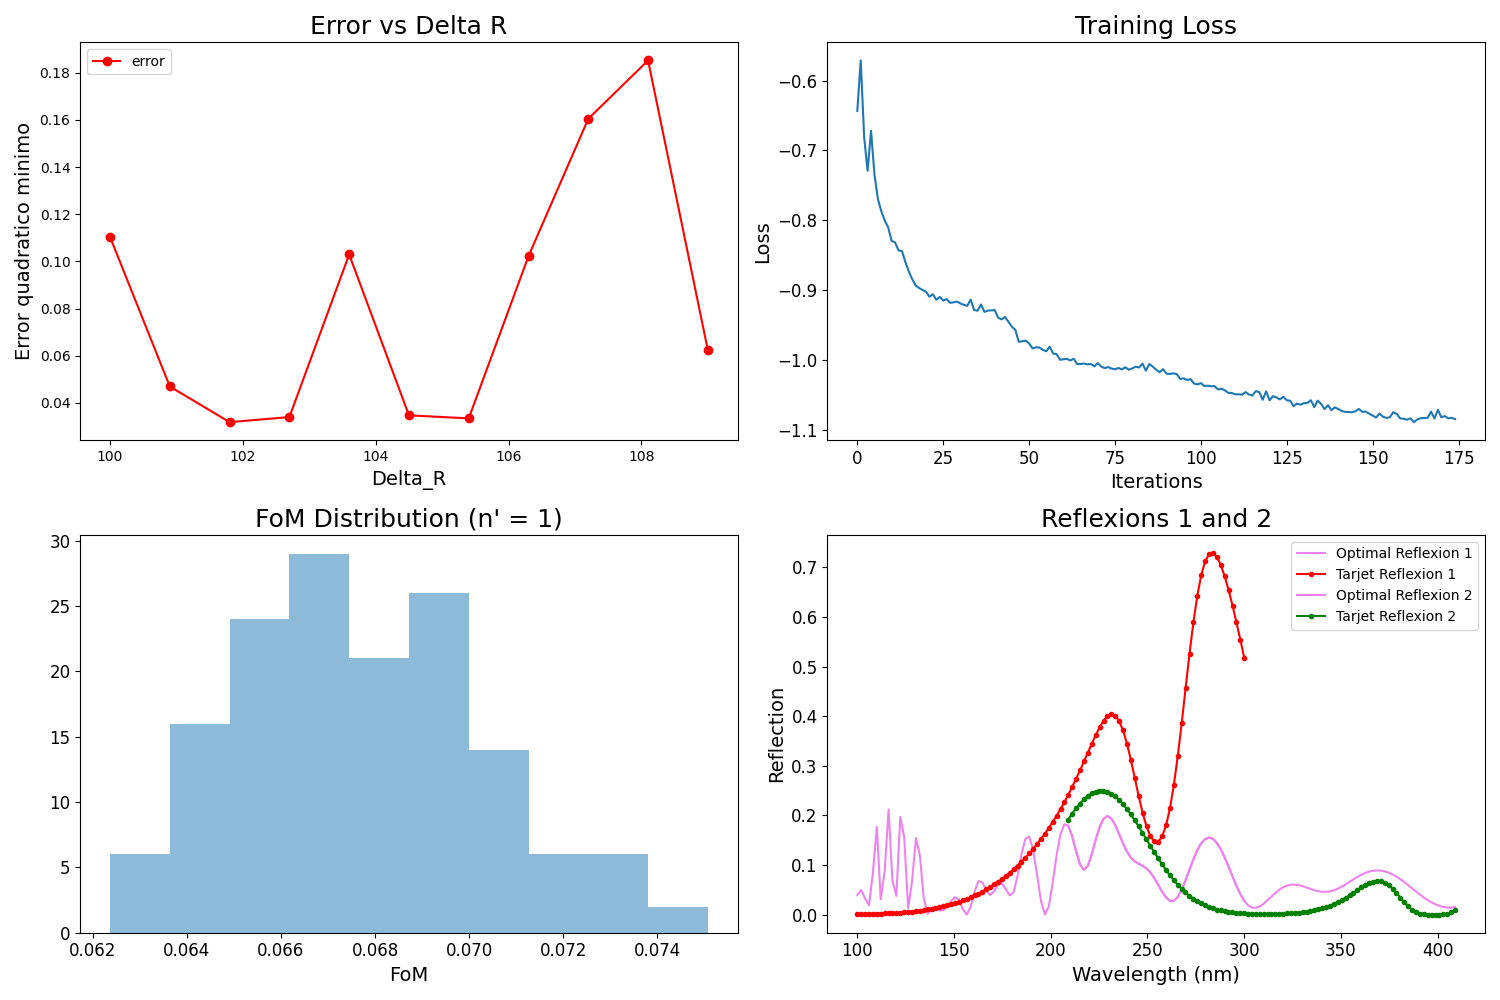 Error vs Delta R
error
Error quadratico minimo
0.18
0.16
0.14
0.12
0.10
0.08
0.06
0.04
100 102 104 106 108
Delta_R
Training Loss
Loss
−0.6
−0.7
−0.8
−0.9
−1.0
−1.1
0 25 50 75 100 125 150 175
Iterations
FoM Distribution (n' = 1)
30
25
20
15
10
5
0
0.062 0.064 0.066 0.068 0.070 0.072 0.074
FoM
Reflexions 1 and 2
Optimal Reflexion 1
Tarjet Reflexion 1
Optimal Reflexion 2
Tarjet Reflexion 2
Reflection
0.7
0.6
0.5
0.4
0.3
0.2
0.1
0.0
100 150 200 250 300 350 400
Wavelength (nm)